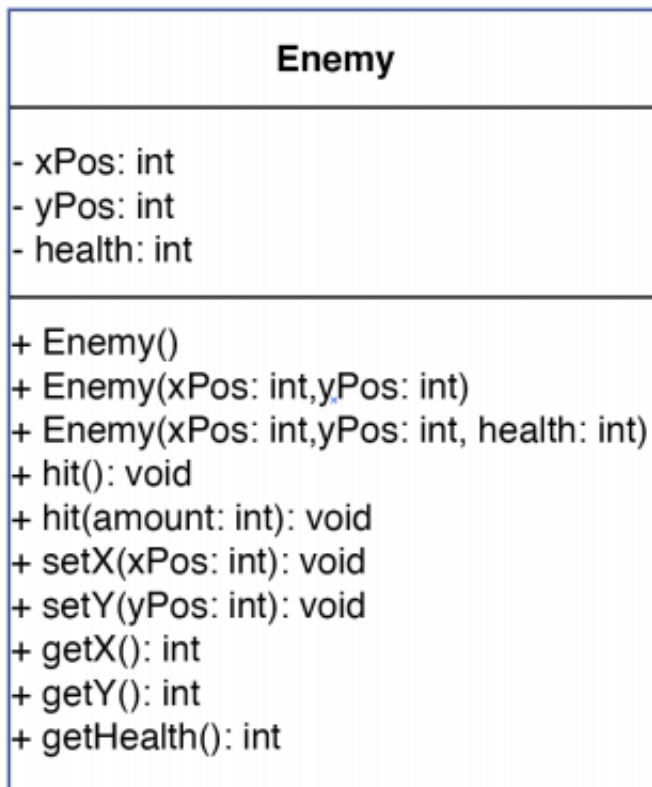 Enemy
- xPos: int
- yPos: int
- health: int
+ Enemy()
+ Enemy(xPos: int,yPos: int)
+ Enemy(xPos: int,yPos: int, health: int)
+ hit(): void
+ hit(amount: int): void
+ setX(xPos: int): void
+ setY(yPos: int): void
+ getX(): int
+ getY(): int
+ getHealth(): int